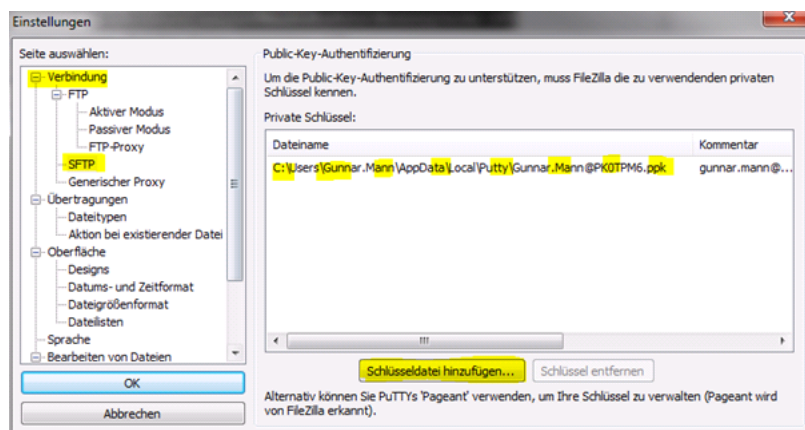 Einstellungen
Seite auswählen:
Verbindung
FTP
Aktiver Modus
Passiver Modus
FTP-Proxy
SFTP
Generischer Proxy
Übertragungen
Dateitypen
Aktion bei existierender Datei
Oberfläche
Designs
Datums- und Zeitformat
Dateigrößenformat
Dateilisten
Sprache
Bearbeiten von Dateien
OK
Abbrechen
Public-Key-Authentifizierung
Um die Public-Key-Authentifizierung zu unterstützen, muss FileZilla die zu verwendenden privaten
Schlüssel kennen.
Private Schlüssel:
Dateiname Kommentar
C:\Users\Gunnar.Mann\AppData\Local\Putty\Gunnar.Mann@PK0TPM6.ppk gunnar.mann@...
Schlüsseldatei hinzufügen... Schlüssel entfernen
Alternativ können Sie PuTTYs 'Pageant' verwenden, um Ihre Schlüssel zu verwalten (Pageant wird
von FileZilla erkannt).